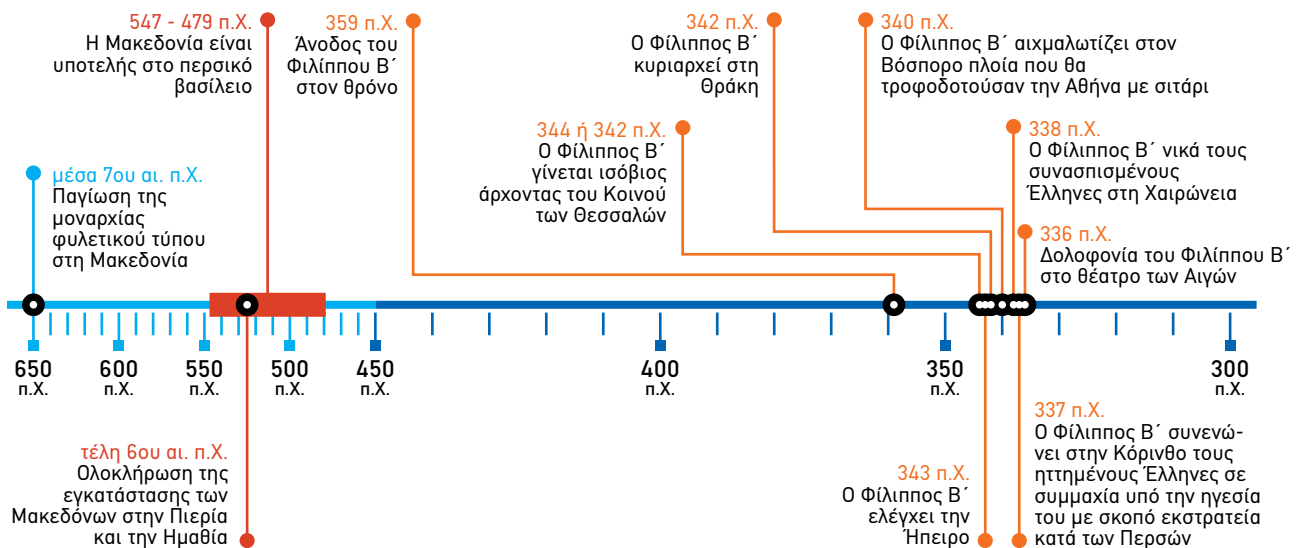 547 - 479 π.Χ.
Η Μακεδονία είναι
υποτελής στο περσικό
βασίλειο
359 π.Χ.
Άνοδος του
Φιλίππου Β΄
στον θρόνο
342 π.Χ.
Ο Φίλιππος Β΄
κυριαρχεί στη
Θράκη
340 π.Χ.
Ο Φίλιππος Β΄ αιχμαλωτίζει στον
Βόσπορο πλοία που θα
τροφοδοτούσαν την Αθήνα με σιτάρι
344 ή 342 π.Χ.
Ο Φίλιππος Β΄
γίνεται ισόβιος
άρχοντας του Κοινού
των Θεσσαλών
338 π.Χ.
Ο Φίλιππος Β΄ νικά τους
συνασπισμένους
Έλληνες στη Χαιρώνεια
μέσα 7ου αι. π.Χ.
Παγίωση της
μοναρχίας
φυλετικού τύπου
στη Μακεδονία
336 π.Χ.
Δολοφονία του Φιλίππου Β΄
στο θέατρο των Αιγών
650 600 550 500 450 400 350 300
π.Χ. π.Χ. π.Χ. π.Χ. π.Χ. π.Χ. π.Χ. π.Χ.
τέλη 6ου αι. π.Χ.
Ολοκλήρωση της
εγκατάστασης των
Μακεδόνων στην Πιερία
και την Ημαθία
343 π.Χ.
Ο Φίλιππος Β΄
ελέγχει την
Ήπειρο
337 π.Χ.
Ο Φίλιππος Β΄ συνενώ-
νει στην Κόρινθο τους
ηττημένους Έλληνες σε
συμμαχία υπό την ηγεσία
του με σκοπό εκστρατεία
κατά των Περσών